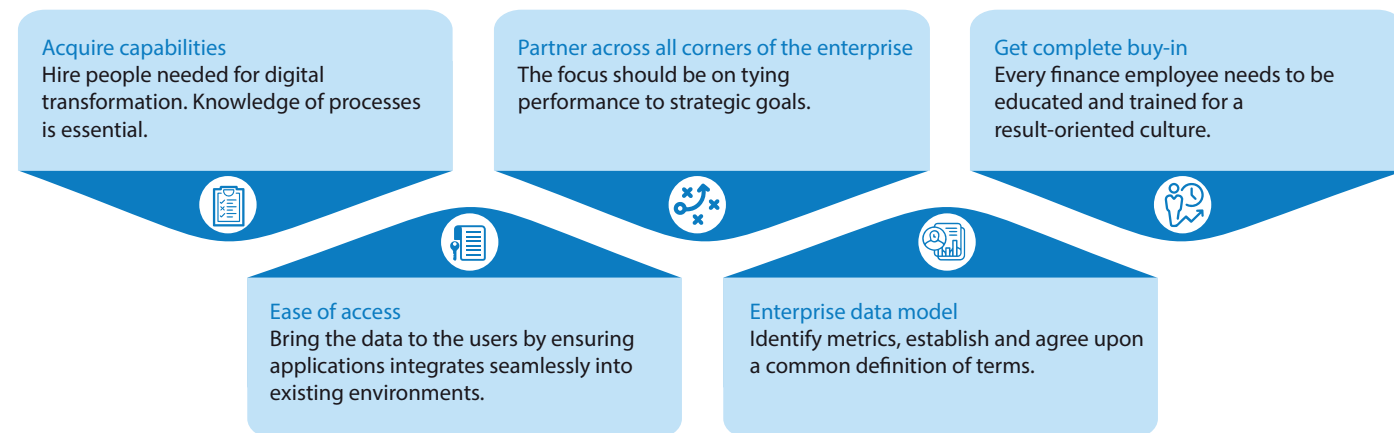 Acquire capabilities
Hire people needed for digital
transformation. Knowledge of processes
is essential.
Partner across all corners of the enterprise
The focus should be on tying
performance to strategic goals.
Get complete buy-in
Every finance employee needs to be
educated and trained for a
result-oriented culture.
Ease of access
Bring the data to the users by ensuring
applications integrates seamlessly into
existing environments.
Enterprise data model
Identify metrics, establish and agree upon
a common definition of terms.